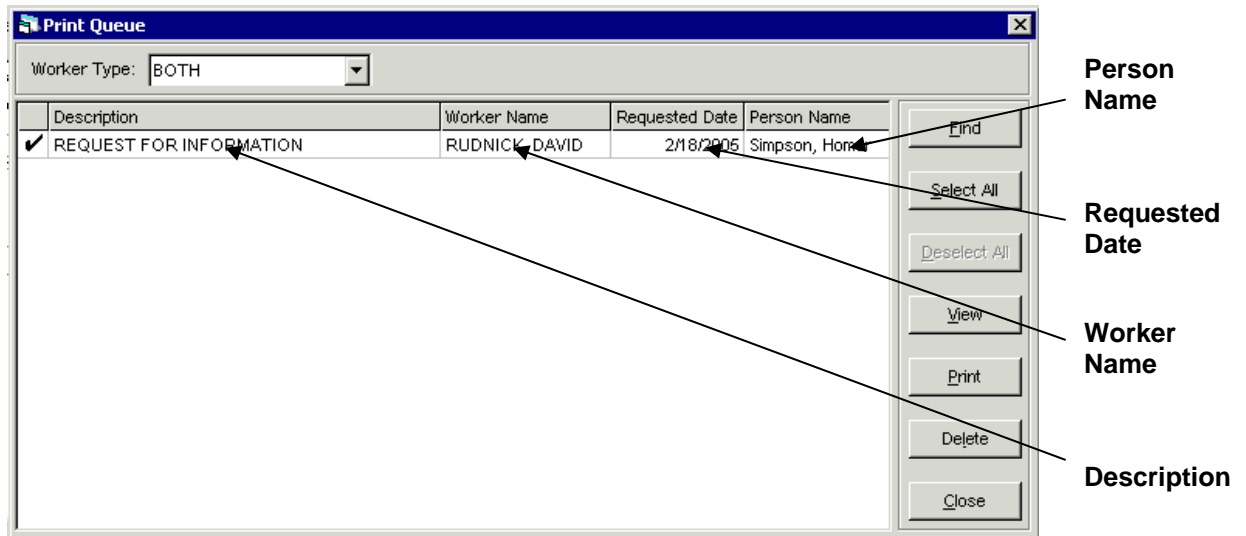 Print Queue
Worker Type: BOTH
Description Worker Name Requested Date Person Name
✔ REQUEST FOR INFORMATION RUDNICK, DAVID 2/18/2005 Simpson, Homer
Find
Select All
Deselect All
View
Print
Delete
Close
Person
Name
Requested
Date
Worker
Name
Description